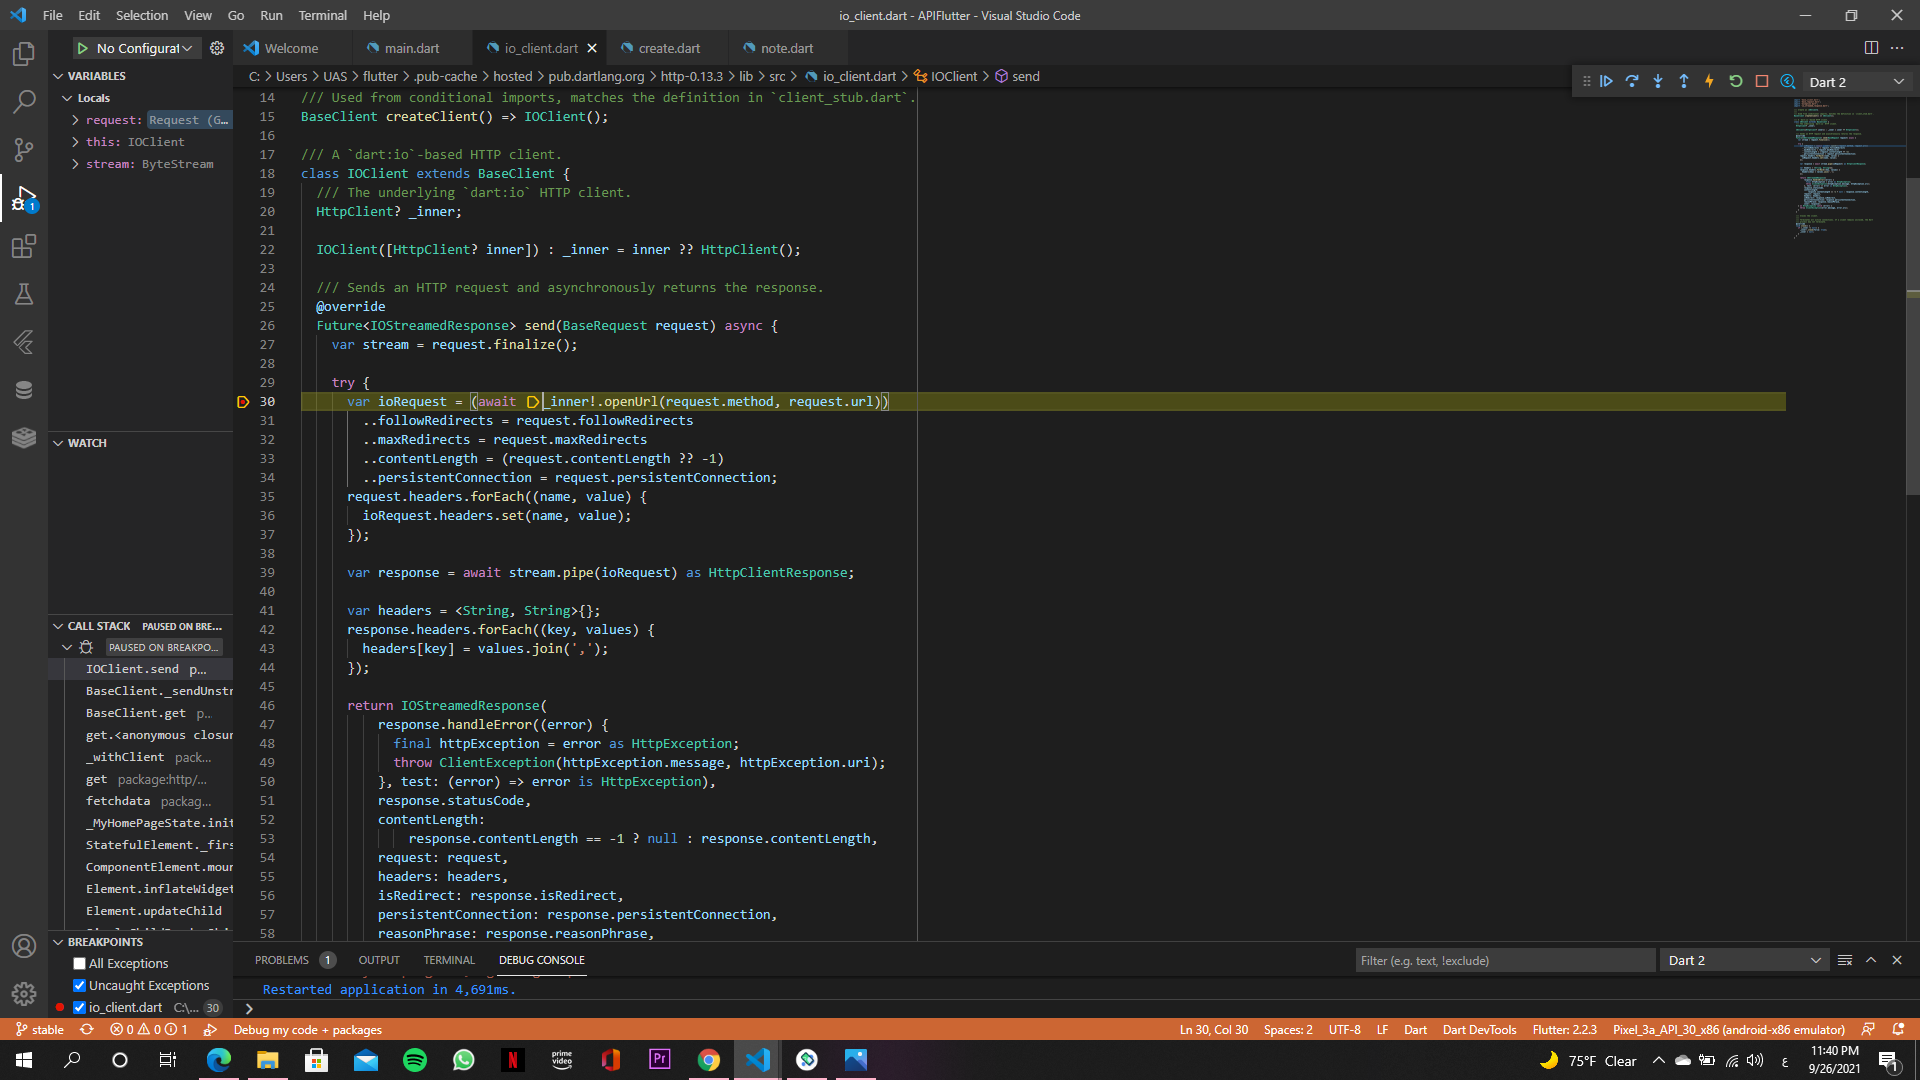 File Edit Selection View Go Run Terminal Help
io_client.dart - APIFlutter - Visual Studio Code
No Configurat
Welcome
main.dart
io_client.dart
create.dart
note.dart
C: > Users > UAS > flutter > .pub-cache > hosted > pub.dartlang.org > http-0.13.3 > lib > src > io_client.dart > IOClient > send
Dart 2
VARIABLES
Locals
request: Request (G...
this: IOClient
stream: ByteStream
WATCH
CALL STACK PAUSED ON BRE...
PAUSED ON BREAKPO...
IOClient.send p...
BaseClient._sendUnstr
BaseClient.get p...
get.<anonymous closur
_withClient pack...
get package:http/...
fetchdata packag...
_MyHomePageState.init
StatefulElement._firs
ComponentElement.moun
Element.inflateWidget
Element.updateChild
BREAKPOINTS
All Exceptions
Uncaught Exceptions
io_client.dart C:\... 30
14 /// Used from conditional imports, matches the definition in `client_stub.dart`.
15 BaseClient createClient() => IOClient();
16
17 /// A `dart:io`-based HTTP client.
18 class IOClient extends BaseClient {
19 /// The underlying `dart:io` HTTP client.
20 HttpClient? _inner;
21
22 IOClient([HttpClient? inner]) : _inner = inner ?? HttpClient();
23
24 /// Sends an HTTP request and asynchronously returns the response.
25 @override
26 Future<IOStreamedResponse> send(BaseRequest request) async {
27 var stream = request.finalize();
28
29 try {
30 var ioRequest = (await _inner!.openUrl(request.method, request.url))
31 ..followRedirects = request.followRedirects
32 ..maxRedirects = request.maxRedirects
33 ..contentLength = (request.contentLength ?? -1)
34 ..persistentConnection = request.persistentConnection;
35 request.headers.forEach((name, value) {
36 ioRequest.headers.set(name, value);
37 });
38
39 var response = await stream.pipe(ioRequest) as HttpClientResponse;
40
41 var headers = <String, String>{};
42 response.headers.forEach((key, values) {
43 headers[key] = values.join(',');
44 });
45
46 return IOStreamedResponse(
47 response.handleError((error) {
48 final httpException = error as HttpException;
49 throw ClientException(httpException.message, httpException.uri);
50 }, test: (error) => error is HttpException),
51 response.statusCode,
52 contentLength:
53 response.contentLength == -1 ? null : response.contentLength,
54 request: request,
55 headers: headers,
56 isRedirect: response.isRedirect,
57 persistentConnection: response.persistentConnection,
58 reasonPhrase: response.reasonPhrase,
PROBLEMS 1 OUTPUT TERMINAL DEBUG CONSOLE
Filter (e.g. text, !exclude)
Dart 2
Restarted application in 4,691ms.
stable 0 0 1 Debug my code + packages
Ln 30, Col 30 Spaces: 2 UTF-8 LF Dart Dart DevTools Flutter: 2.2.3 Pixel_3a_API_30_x86 (android-x86 emulator)
prime video
Pr
75°F Clear
ع
11:40 PM
9/26/2021
1